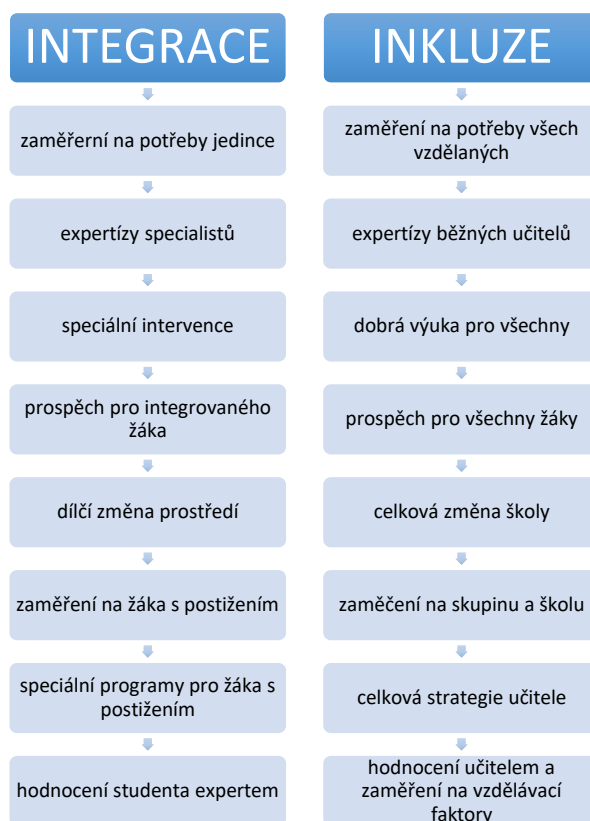 INTEGRACE
zaměřerní na potřeby jedince
expertízy specialistů
speciální intervence
prospěch pro integrovaného
žáka
dílčí změna prostředí
zaměření na žáka s postižením
speciální programy pro žáka s
postižením
hodnocení studenta expertem
INKLUZE
zaměření na potřeby všech
vzdělaných
expertízy běžných učitelů
dobrá výuka pro všechny
prospěch pro všechny žáky
celková změna školy
zaměčení na skupinu a školu
celková strategie učitele
hodnocení učitelem a
zaměření na vzdělávací
faktory